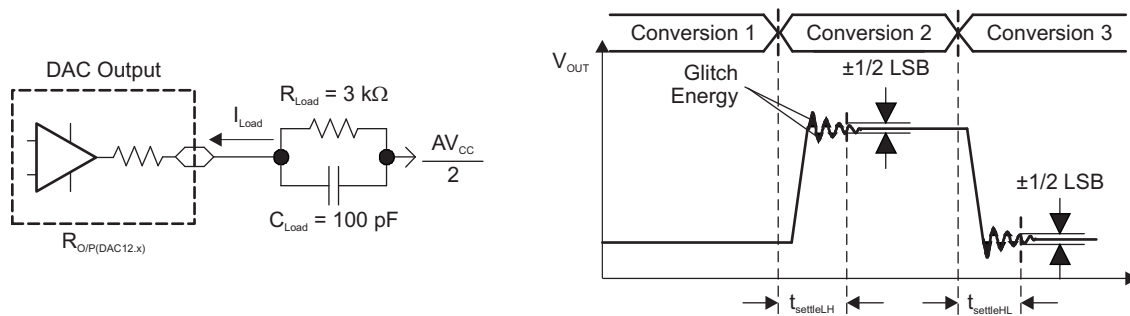 DAC Output
R_Load = 3 kΩ
I_Load
AV_CC
2
C_Load = 100 pF
R_O/P(DAC12.x)
Conversion 1
Conversion 2
Conversion 3
V_OUT
Glitch
Energy
±1/2 LSB
±1/2 LSB
t_settleLH
t_settleHL